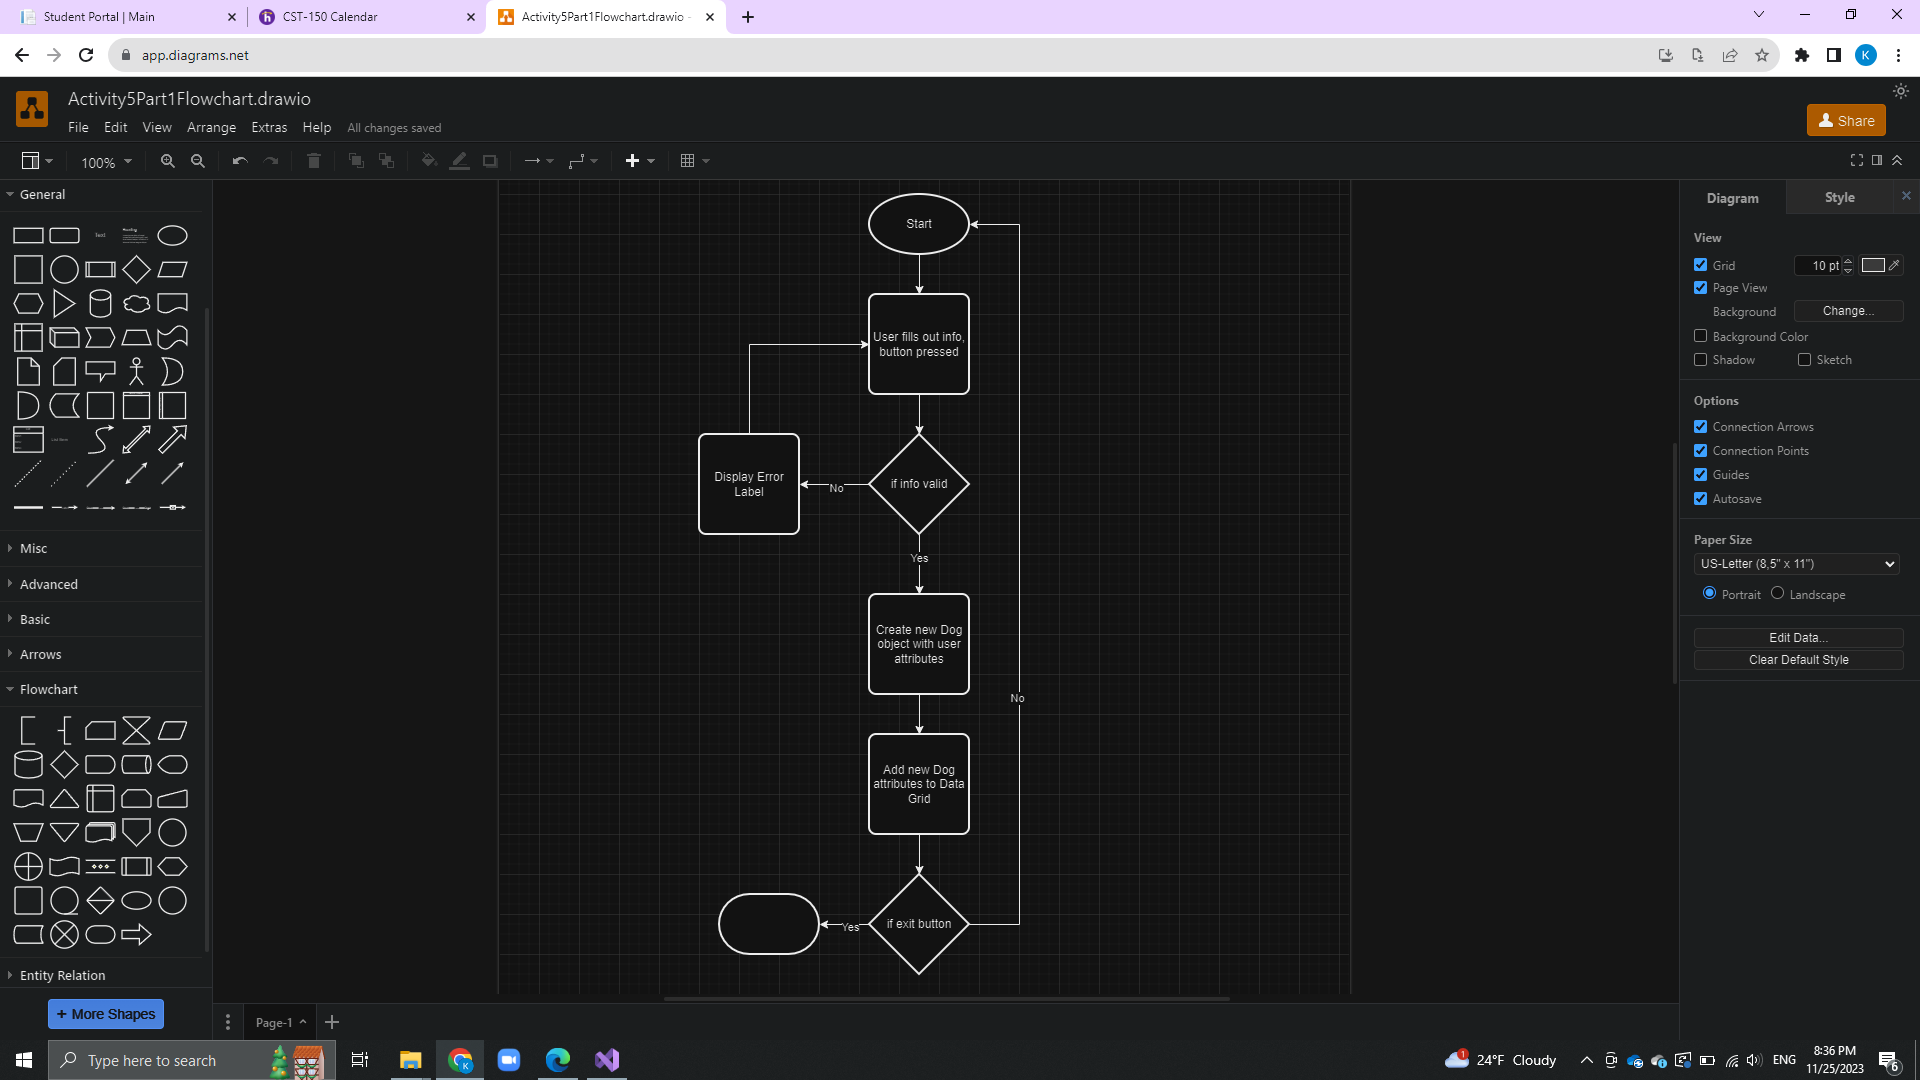 Student Portal | Main
CST-150 Calendar
Activity5Part1Flowchart.drawio -
app.diagrams.net
K
Activity5Part1Flowchart.drawio
File Edit View Arrange Extras Help All changes saved
Share
100%
General
Text
Heading
List Item
Misc
Advanced
Basic
Arrows
Flowchart
Entity Relation
+ More Shapes
Start
User fills out info,
button pressed
Display Error
Label
No
if info valid
Yes
Create new Dog
object with user
attributes
No
Add new Dog
attributes to Data
Grid
Yes
if exit button
Page-1
Diagram
Style
View
Grid
10 pt
Page View
Background
Change...
Background Color
Shadow
Sketch
Options
Connection Arrows
Connection Points
Guides
Autosave
Paper Size
US-Letter (8,5" x 11")
Portrait
Landscape
Edit Data...
Clear Default Style
Type here to search
K
1
24°F Cloudy
ENG
8:36 PM
11/25/2023
6